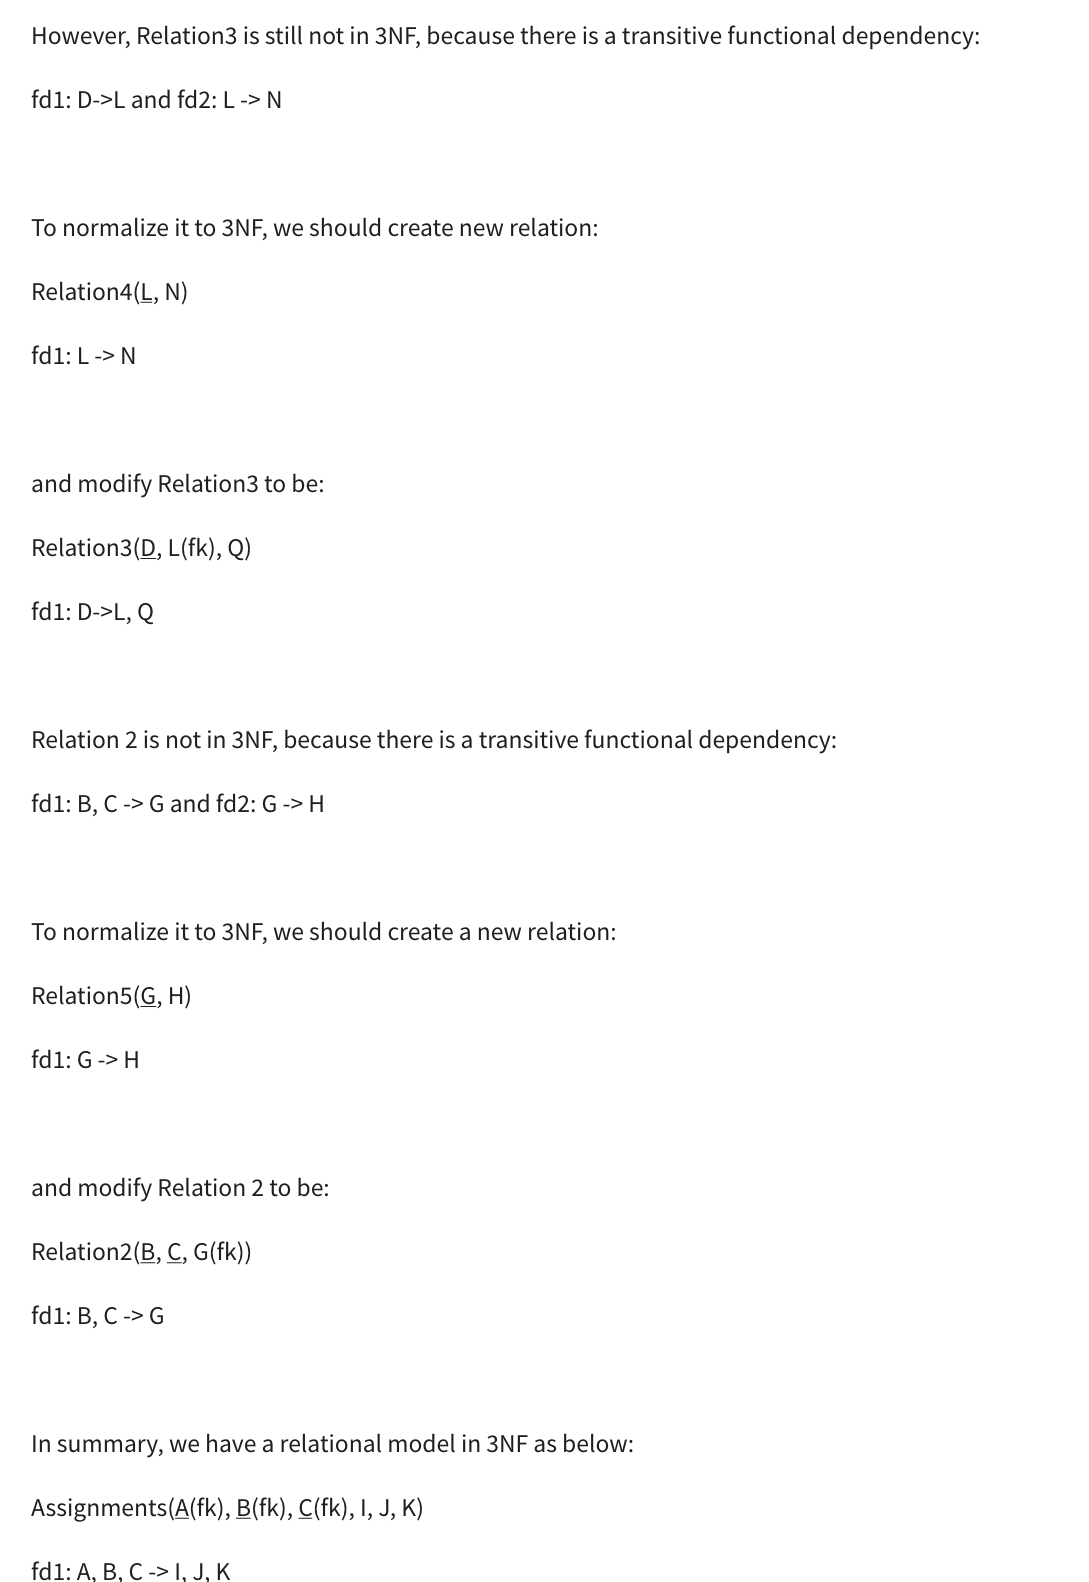 However, Relation3 is still not in 3NF, because there is a transitive functional dependency:
fd1: D->L and fd2: L -> N
To normalize it to 3NF, we should create new relation:
Relation4(L, N)
fd1: L -> N
and modify Relation3 to be:
Relation3(D, L(fk), Q)
fd1: D->L, Q
Relation 2 is not in 3NF, because there is a transitive functional dependency:
fd1: B, C -> G and fd2: G -> H
To normalize it to 3NF, we should create a new relation:
Relation5(G, H)
fd1: G -> H
and modify Relation 2 to be:
Relation2(B, C, G(fk))
fd1: B, C -> G
In summary, we have a relational model in 3NF as below:
Assignments(A(fk), B(fk), C(fk), I, J, K)
fd1: A, B, C -> I, J, K